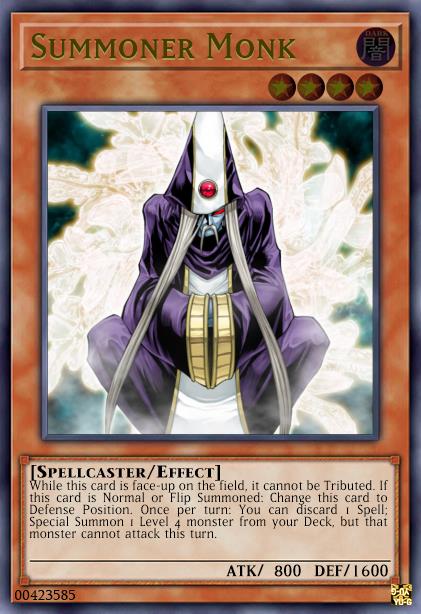 SUMMONER MONK
DARK
闇
[SPELLCASTER/EFFECT]
While this card is face-up on the field, it cannot be Tributed. If
this card is Normal or Flip Summoned: Change this card to
Defense Position. Once per turn: You can discard 1 Spell;
Special Summon 1 Level 4 monster from your Deck, but that
monster cannot attack this turn.
ATK/ 800 DEF/1600
00423585